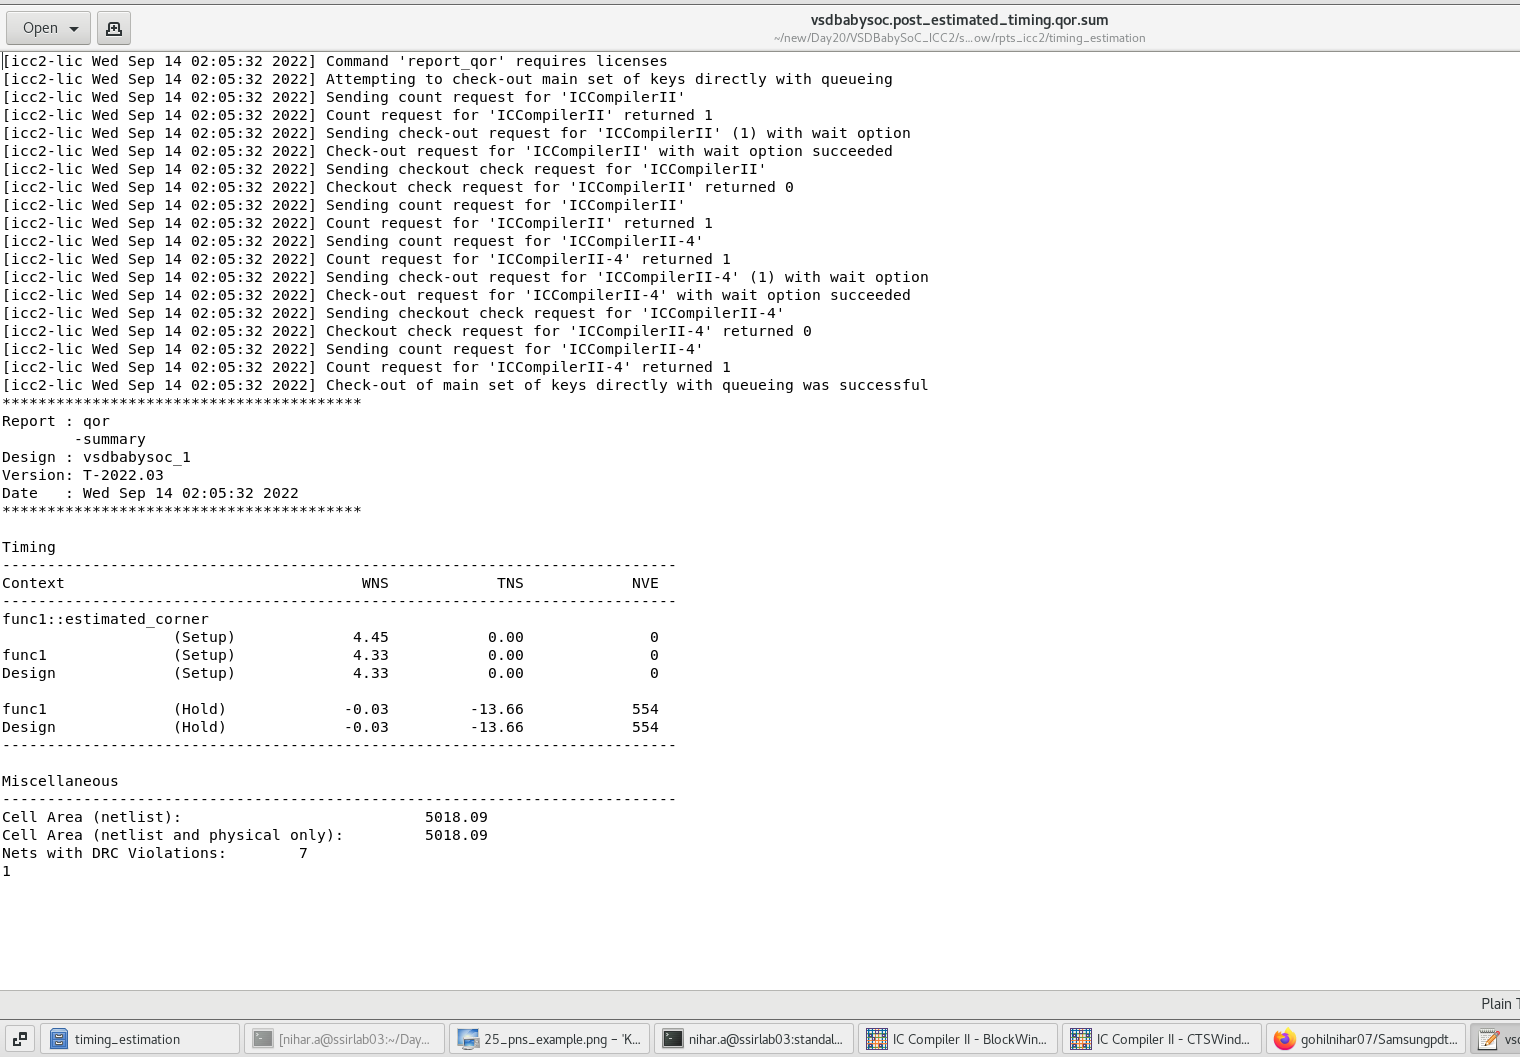 Open
vsdbabysoc.post_estimated_timing.qor.sum
~/new/Day20/VSDBabySoC_ICC2/s...ow/rpts_icc2/timing_estimation
[icc2-lic Wed Sep 14 02:05:32 2022] Command 'report_qor' requires licenses
[icc2-lic Wed Sep 14 02:05:32 2022] Attempting to check-out main set of keys directly with queueing
[icc2-lic Wed Sep 14 02:05:32 2022] Sending count request for 'ICCompilerII'
[icc2-lic Wed Sep 14 02:05:32 2022] Count request for 'ICCompilerII' returned 1
[icc2-lic Wed Sep 14 02:05:32 2022] Sending check-out request for 'ICCompilerII' (1) with wait option
[icc2-lic Wed Sep 14 02:05:32 2022] Check-out request for 'ICCompilerII' with wait option succeeded
[icc2-lic Wed Sep 14 02:05:32 2022] Sending checkout check request for 'ICCompilerII'
[icc2-lic Wed Sep 14 02:05:32 2022] Checkout check request for 'ICCompilerII' returned 0
[icc2-lic Wed Sep 14 02:05:32 2022] Sending count request for 'ICCompilerII'
[icc2-lic Wed Sep 14 02:05:32 2022] Count request for 'ICCompilerII' returned 1
[icc2-lic Wed Sep 14 02:05:32 2022] Sending count request for 'ICCompilerII-4'
[icc2-lic Wed Sep 14 02:05:32 2022] Count request for 'ICCompilerII-4' returned 1
[icc2-lic Wed Sep 14 02:05:32 2022] Sending check-out request for 'ICCompilerII-4' (1) with wait option
[icc2-lic Wed Sep 14 02:05:32 2022] Check-out request for 'ICCompilerII-4' with wait option succeeded
[icc2-lic Wed Sep 14 02:05:32 2022] Sending checkout check request for 'ICCompilerII-4'
[icc2-lic Wed Sep 14 02:05:32 2022] Checkout check request for 'ICCompilerII-4' returned 0
[icc2-lic Wed Sep 14 02:05:32 2022] Sending count request for 'ICCompilerII-4'
[icc2-lic Wed Sep 14 02:05:32 2022] Count request for 'ICCompilerII-4' returned 1
[icc2-lic Wed Sep 14 02:05:32 2022] Check-out of main set of keys directly with queueing was successful
****************************************
Report : qor
        -summary
Design : vsdbabysoc_1
Version: T-2022.03
Date   : Wed Sep 14 02:05:32 2022
****************************************
Timing
---------------------------------------------------------------------------
Context                                 WNS            TNS            NVE
---------------------------------------------------------------------------
func1::estimated_corner
                   (Setup)             4.45           0.00              0
func1              (Setup)             4.33           0.00              0
Design             (Setup)             4.33           0.00              0
func1              (Hold)             -0.03         -13.66            554
Design             (Hold)             -0.03         -13.66            554
---------------------------------------------------------------------------
Miscellaneous
---------------------------------------------------------------------------
Cell Area (netlist):                           5018.09
Cell Area (netlist and physical only):         5018.09
Nets with DRC Violations:        7
1
Plain T
timing_estimation
[nihar.a@ssirlab03:~/Day...
25_pns_example.png – 'K...
nihar.a@ssirlab03:standal...
IC Compiler II - BlockWin...
IC Compiler II - CTSWind...
gohilnihar07/Samsungpdt...
vsd